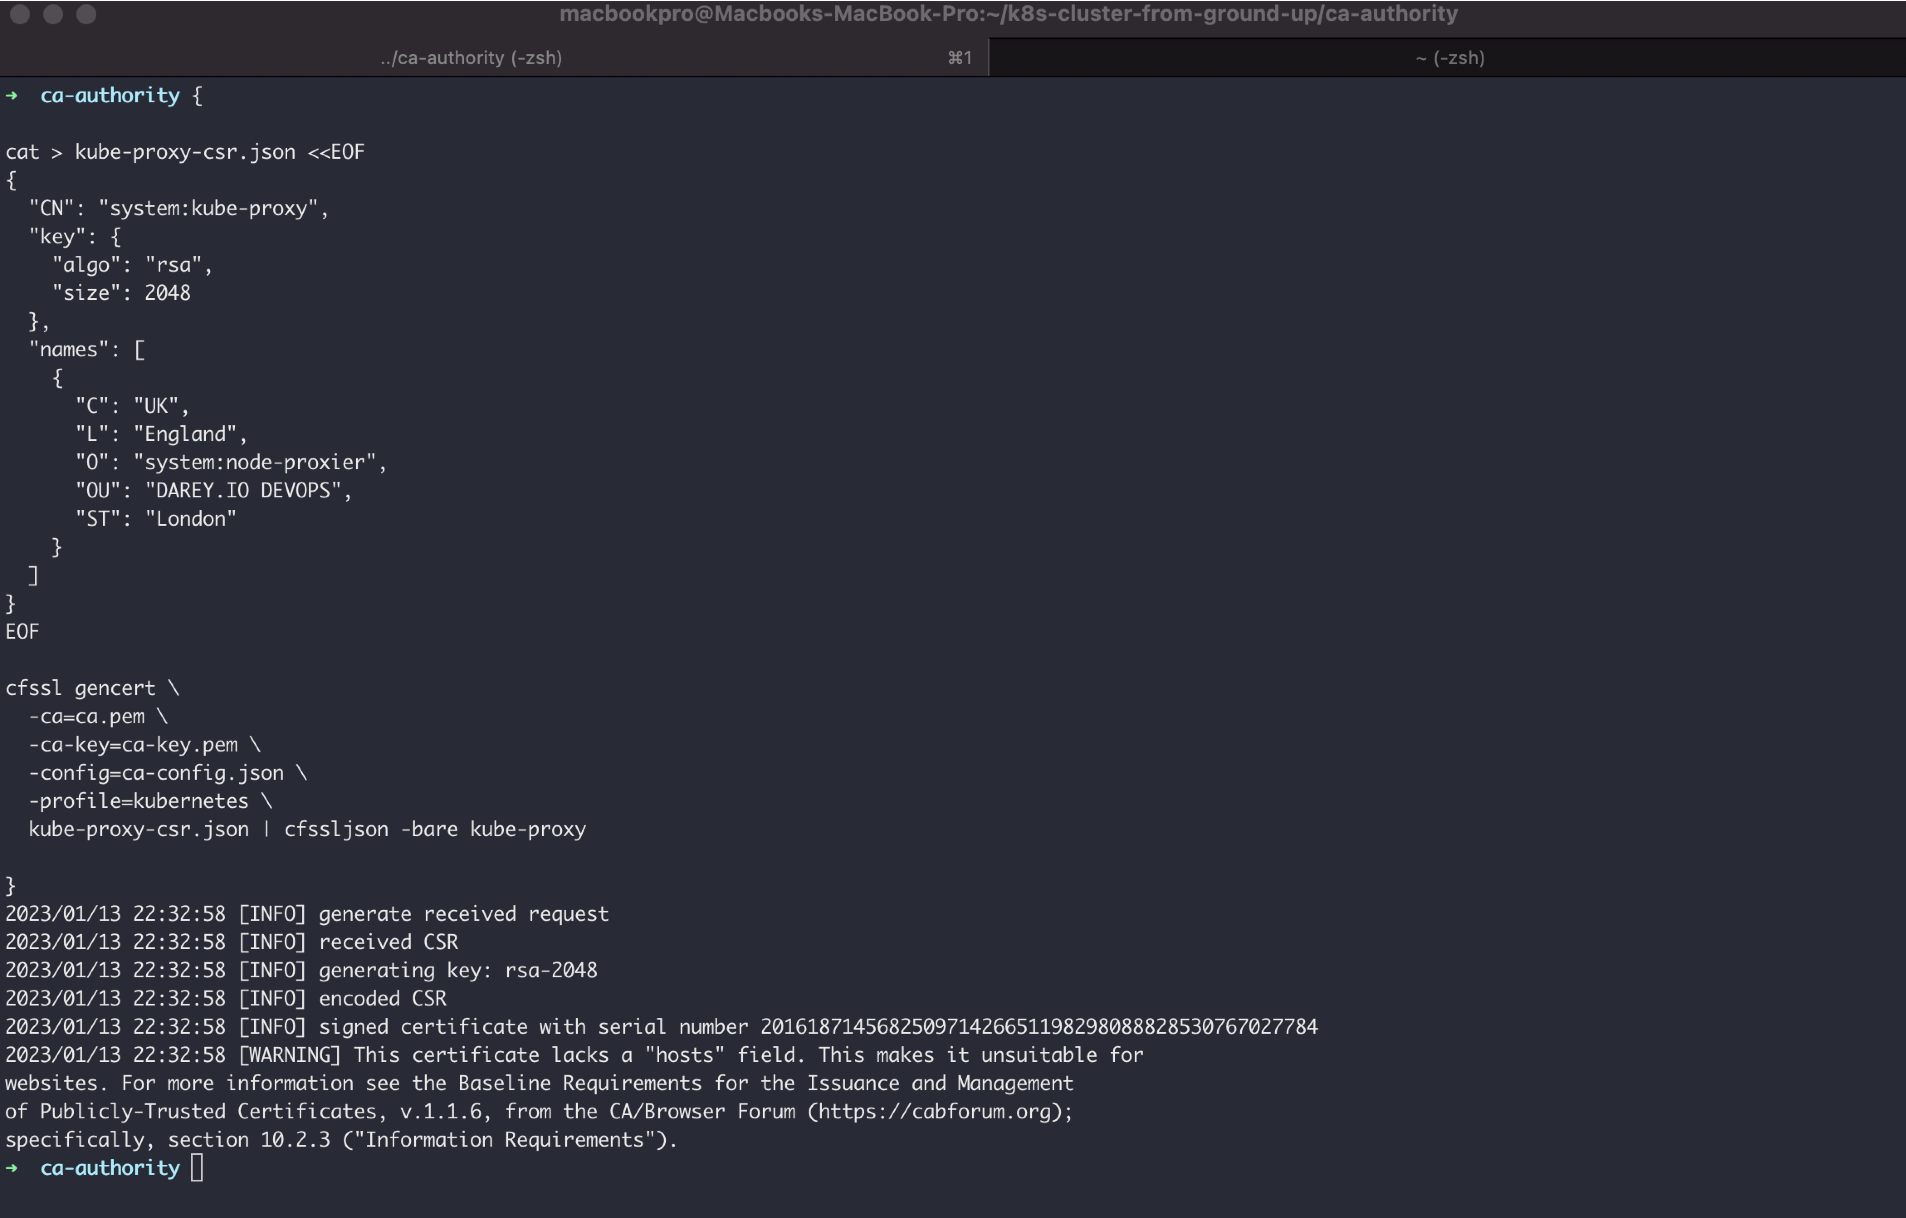 macbookpro@Macbooks-MacBook-Pro:~/k8s-cluster-from-ground-up/ca-authority
../ca-authority (-zsh) ⌘1 ~ (-zsh)
➜ ca-authority {
cat > kube-proxy-csr.json <<EOF
{
  "CN": "system:kube-proxy",
  "key": {
    "algo": "rsa",
    "size": 2048
  },
  "names": [
    {
      "C": "UK",
      "L": "England",
      "O": "system:node-proxier",
      "OU": "DAREY.IO DEVOPS",
      "ST": "London"
    }
  ]
}
EOF
cfssl gencert \
  -ca=ca.pem \
  -ca-key=ca-key.pem \
  -config=ca-config.json \
  -profile=kubernetes \
  kube-proxy-csr.json | cfssljson -bare kube-proxy
}
2023/01/13 22:32:58 [INFO] generate received request
2023/01/13 22:32:58 [INFO] received CSR
2023/01/13 22:32:58 [INFO] generating key: rsa-2048
2023/01/13 22:32:58 [INFO] encoded CSR
2023/01/13 22:32:58 [INFO] signed certificate with serial number 201618714568250971426651198298088828530767027784
2023/01/13 22:32:58 [WARNING] This certificate lacks a "hosts" field. This makes it unsuitable for
websites. For more information see the Baseline Requirements for the Issuance and Management
of Publicly-Trusted Certificates, v.1.1.6, from the CA/Browser Forum (https://cabforum.org);
specifically, section 10.2.3 ("Information Requirements").
➜ ca-authority